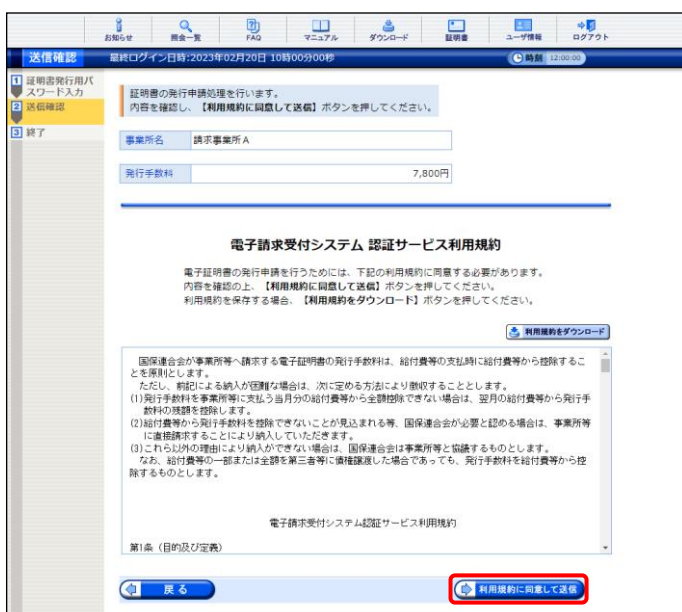 お知らせ 照会一覧 FAQ マニュアル ダウンロード 証明書 ユーザ情報 ログアウト
送信確認 最終ログイン日時:2023年02月20日 10時00分00秒 時刻 12:00:00
1 証明書発行用パ
スワード入力
2 送信確認
3 終了
証明書の発行申請処理を行います。
内容を確認し、【利用規約に同意して送信】ボタンを押してください。
事業所名 請求事業所A
発行手数料 7,800円
電子請求受付システム 認証サービス利用規約
電子証明書の発行申請を行うためには、下記の利用規約に同意する必要があります。
内容を確認の上、【利用規約に同意して送信】ボタンを押してください。
利用規約を保存する場合、【利用規約をダウンロード】ボタンを押してください。
利用規約をダウンロード
国保連合会が事業所等へ請求する電子証明書の発行手数料は、給付費等の支払時に給付費等から控除するこ
とを原則とします。
ただし、前記による納入が困難な場合は、次に定める方法により徴収することとします。
(1)発行手数料を事業所等に支払う当月分の給付費等から全額控除できない場合は、翌月の給付費等から発行手
数料の残額を控除します。
(2)給付費等から発行手数料を控除できないことが見込まれる等、国保連合会が必要と認める場合は、事業所等
に直接請求することにより納入していただきます。
(3)これら以外の理由により納入ができない場合は、国保連合会は事業所等と協議するものとします。
なお、給付費等の一部または全額を第三者等に債権譲渡した場合であっても、発行手数料を給付費等から控
除するものとします。
電子請求受付システム認証サービス利用規約
第1条（目的及び定義）
戻る 利用規約に同意して送信